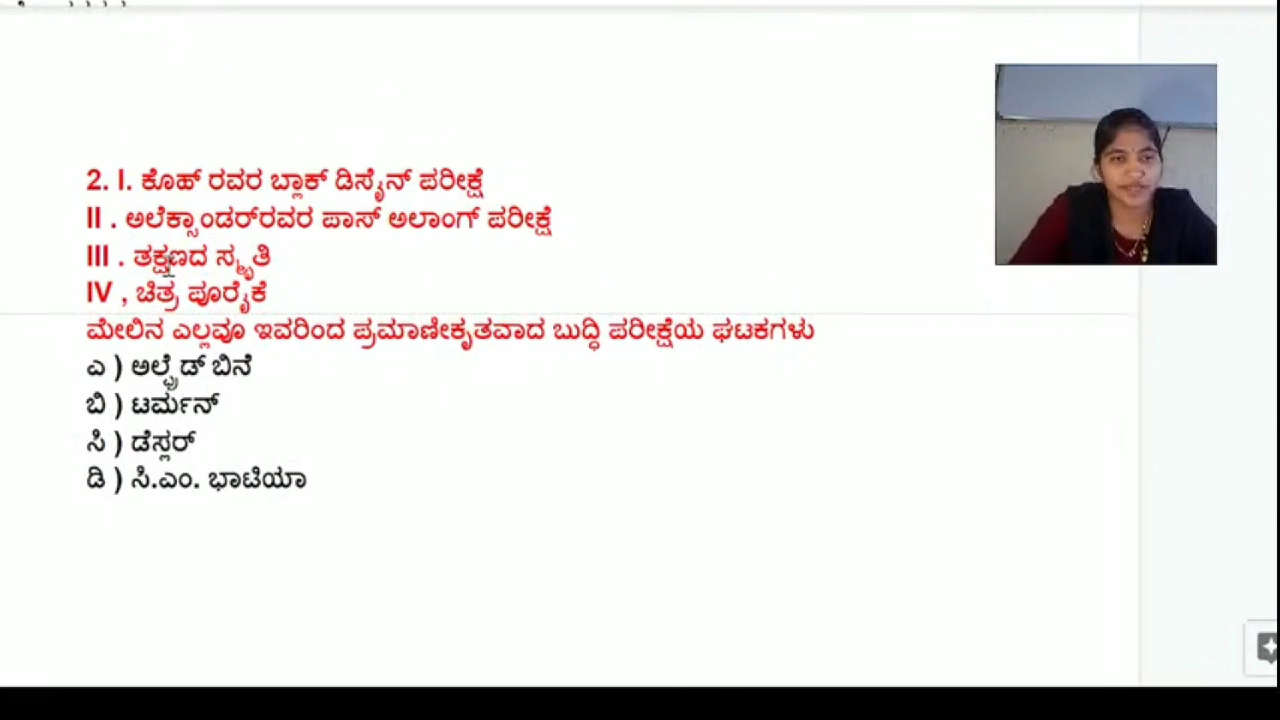 2. I. ಕೊಹ್ ರವರ ಬ್ಲಾಕ್ ಡಿಸೈನ್ ಪರೀಕ್ಷೆ
II . ಅಲೆಕ್ಸಾಂಡರ್‌ರವರ ಪಾಸ್ ಅಲಾಂಗ್ ಪರೀಕ್ಷೆ
III . ತಕ್ಷಣದ ಸ್ಮೃತಿ
IV , ಚಿತ್ರ ಪೂರೈಕೆ
ಮೇಲಿನ ಎಲ್ಲವೂ ಇವರಿಂದ ಪ್ರಮಾಣೀಕೃತವಾದ ಬುದ್ಧಿ ಪರೀಕ್ಷೆಯ ಘಟಕಗಳು
ಎ ) ಅಲ್ಫ್ರೆಡ್ ಬಿನೆ
ಬಿ ) ಟರ್ಮನ್
ಸಿ ) ಡೆಸ್ಲರ್
ಡಿ ) ಸಿ.ಎಂ. ಭಾಟಿಯಾ